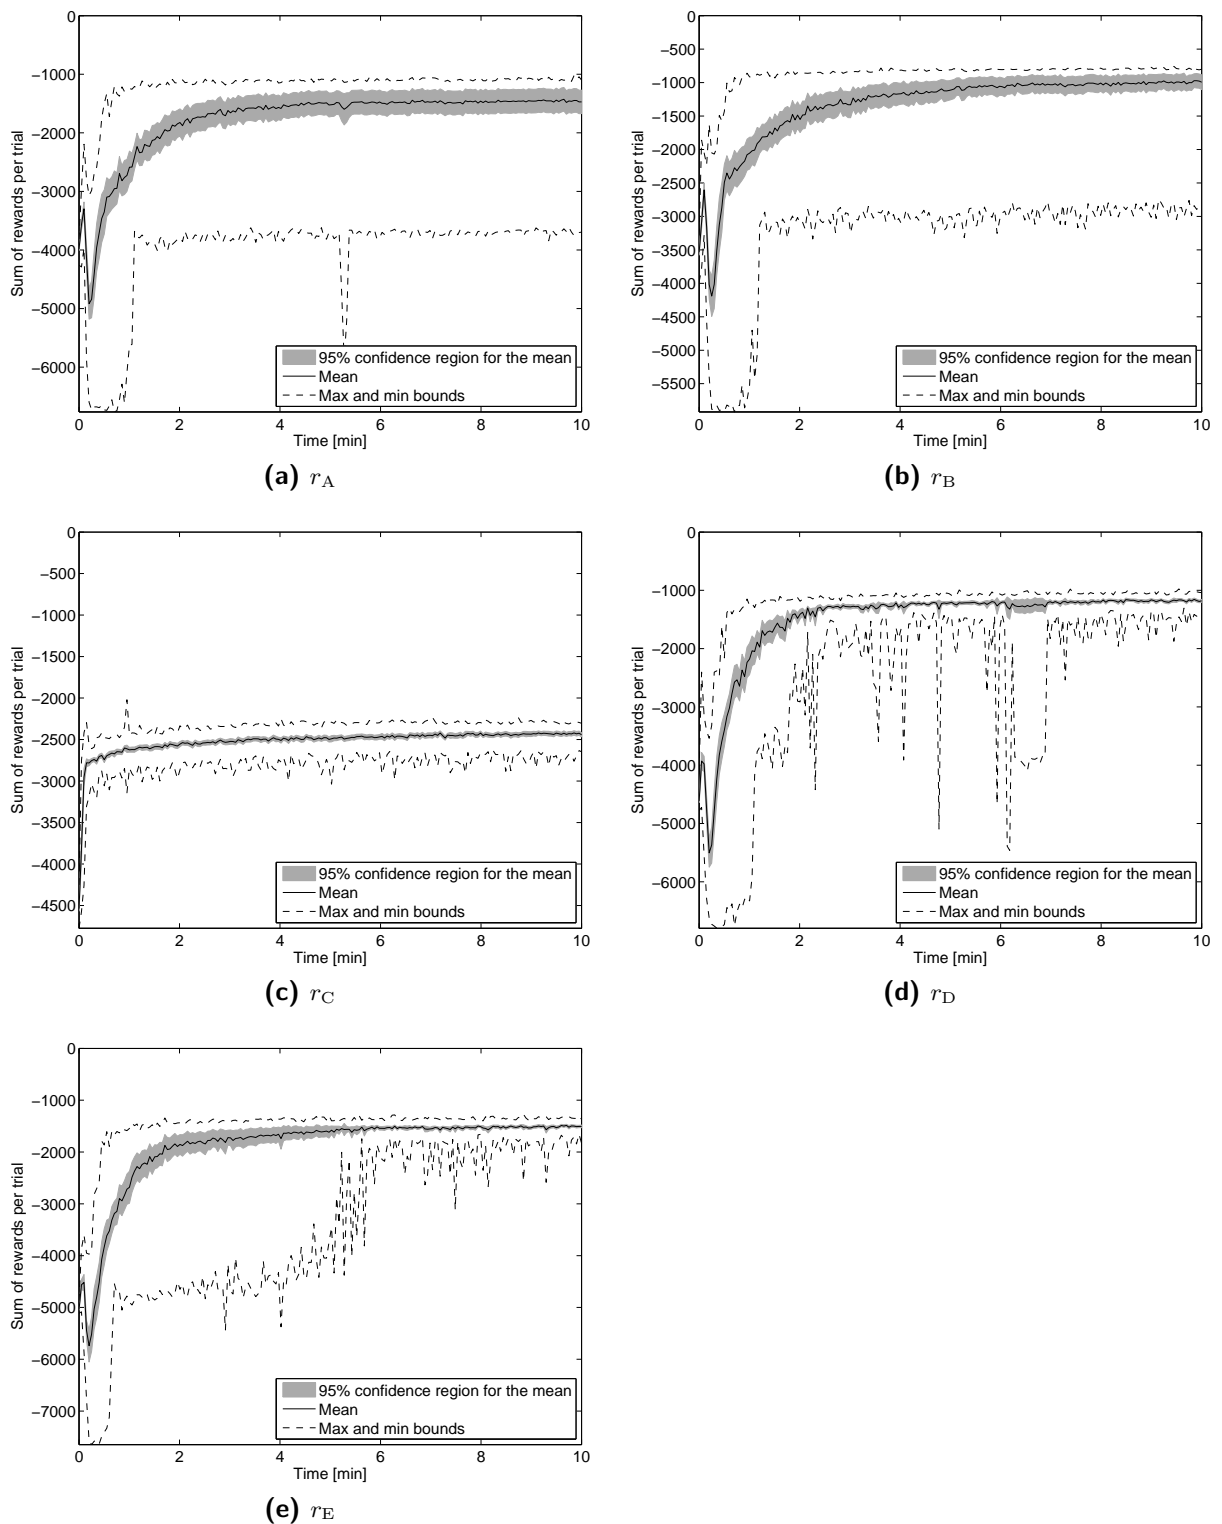 0
−1000
−2000
−3000
−4000
−5000
−6000
Sum of rewards per trial
95% confidence region for the mean
Mean
Max and min bounds
0 2 4 6 8 10
Time [min]
(a) rA
0
−500
−1000
−1500
−2000
−2500
−3000
−3500
−4000
−4500
−5000
−5500
Sum of rewards per trial
95% confidence region for the mean
Mean
Max and min bounds
0 2 4 6 8 10
Time [min]
(b) rB
0
−500
−1000
−1500
−2000
−2500
−3000
−3500
−4000
−4500
Sum of rewards per trial
95% confidence region for the mean
Mean
Max and min bounds
0 2 4 6 8 10
Time [min]
(c) rC
0
−1000
−2000
−3000
−4000
−5000
−6000
Sum of rewards per trial
95% confidence region for the mean
Mean
Max and min bounds
0 2 4 6 8 10
Time [min]
(d) rD
0
−1000
−2000
−3000
−4000
−5000
−6000
−7000
Sum of rewards per trial
95% confidence region for the mean
Mean
Max and min bounds
0 2 4 6 8 10
Time [min]
(e) rE